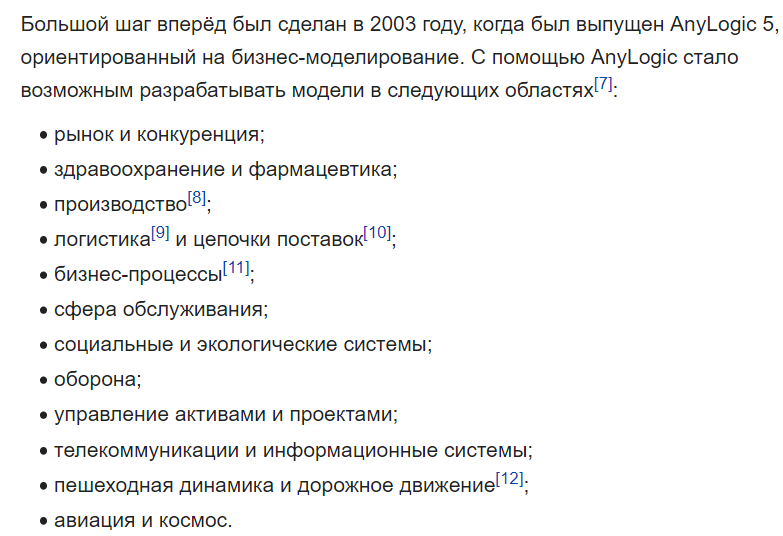 Большой шаг вперёд был сделан в 2003 году, когда был выпущен AnyLogic 5,
ориентированный на бизнес-моделирование. С помощью AnyLogic стало
возможным разрабатывать модели в следующих областях[7]:
• рынок и конкуренция;
• здравоохранение и фармацевтика;
• производство[8];
• логистика[9] и цепочки поставок[10];
• бизнес-процессы[11];
• сфера обслуживания;
• социальные и экологические системы;
• оборона;
• управление активами и проектами;
• телекоммуникации и информационные системы;
• пешеходная динамика и дорожное движение[12];
• авиация и космос.